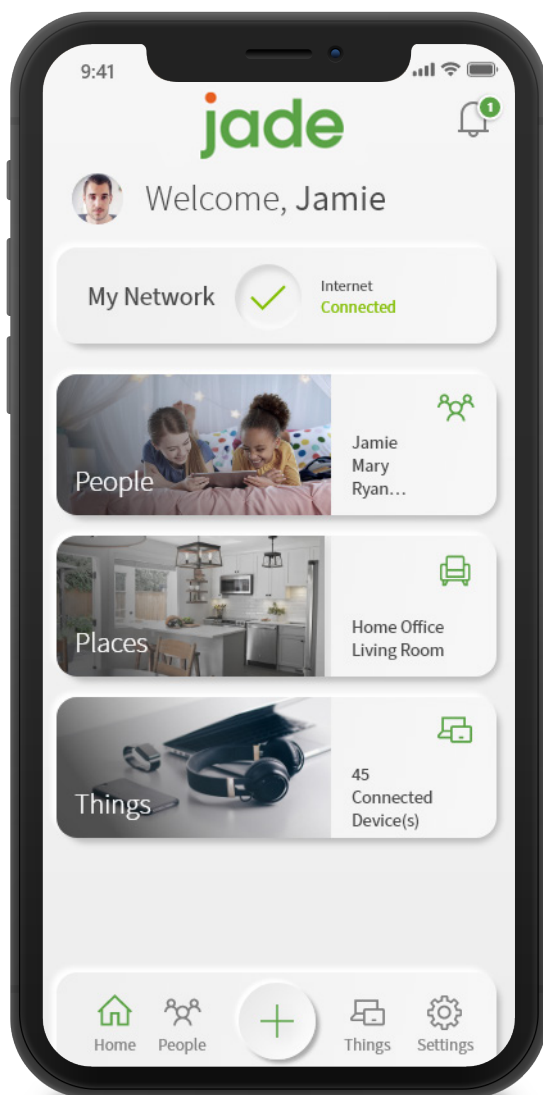 9:41
jade
1
Welcome, Jamie
My Network
Internet
Connected
People
Jamie
Mary
Ryan…
Places
Home Office
Living Room
Things
45
Connected
Device(s)
Home
People
Things
Settings